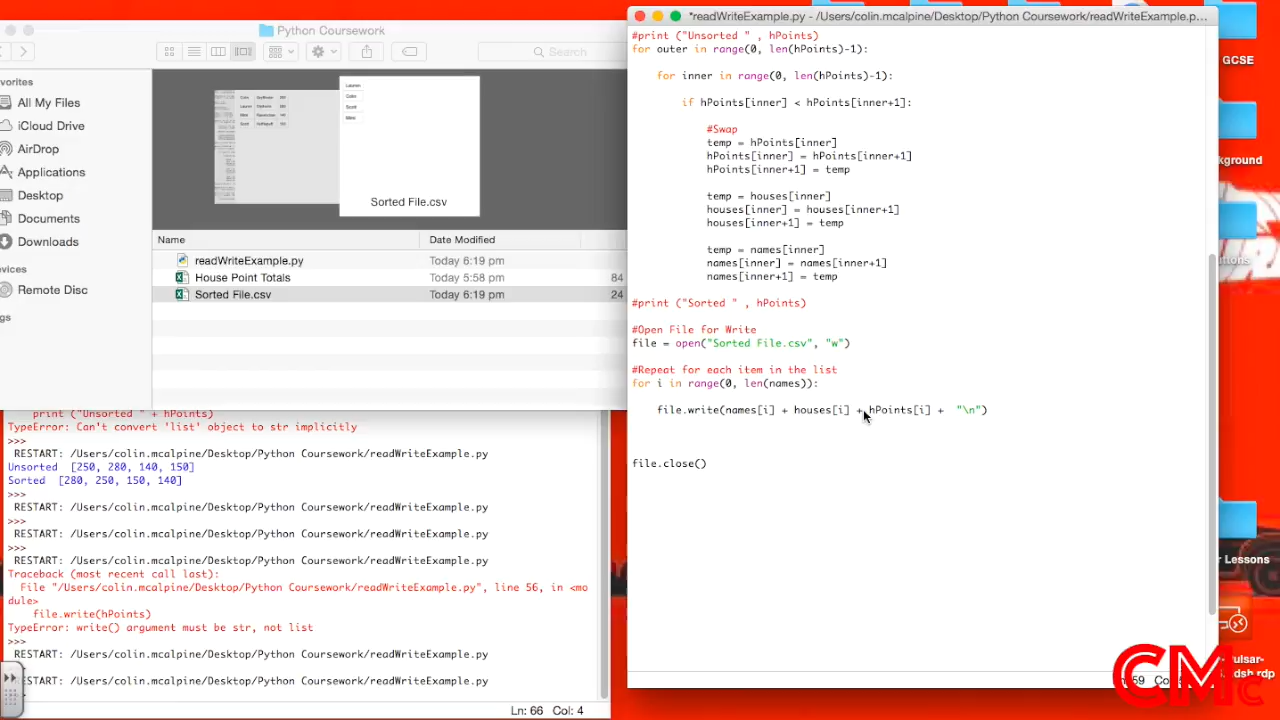 Python Coursework
Search
vorites
All My Files
iCloud Drive
AirDrop
Applications
Desktop
Documents
Downloads
evices
Remote Disc
gs
Sorted File.csv
Name
Date Modified
readWriteExample.py
Today 6:19 pm
House Point Totals
Today 5:58 pm
84
Sorted File.csv
Today 6:19 pm
24
print ("Unsorted " + hPoints)
TypeError: Can't convert 'list' object to str implicitly
>>>
RESTART: /Users/colin.mcalpine/Desktop/Python Coursework/readWriteExample.py
Unsorted  [250, 280, 140, 150]
Sorted  [280, 250, 150, 140]
>>>
RESTART: /Users/colin.mcalpine/Desktop/Python Coursework/readWriteExample.py
>>>
RESTART: /Users/colin.mcalpine/Desktop/Python Coursework/readWriteExample.py
>>>
RESTART: /Users/colin.mcalpine/Desktop/Python Coursework/readWriteExample.py
Traceback (most recent call last):
File "/Users/colin.mcalpine/Desktop/Python Coursework/readWriteExample.py", line 56, in <mo
dule>
file.write(hPoints)
TypeError: write() argument must be str, not list
>>>
RESTART: /Users/colin.mcalpine/Desktop/Python Coursework/readWriteExample.py
>>>
RESTART: /Users/colin.mcalpine/Desktop/Python Coursework/readWriteExample.py
Ln: 66 Col: 4
*readWriteExample.py - /Users/colin.mcalpine/Desktop/Python Coursework/readWriteExample.p...
#print ("Unsorted " , hPoints)
for outer in range(0, len(hPoints)-1):
for inner in range(0, len(hPoints)-1):
if hPoints[inner] < hPoints[inner+1]:
#Swap
temp = hPoints[inner]
hPoints[inner] = hPoints[inner+1]
hPoints[inner+1] = temp
temp = houses[inner]
houses[inner] = houses[inner+1]
houses[inner+1] = temp
temp = names[inner]
names[inner] = names[inner+1]
names[inner+1] = temp
#print ("Sorted " , hPoints)
#Open File for Write
file = open("Sorted File.csv", "w")
#Repeat for each item in the list
for i in range(0, len(names)):
file.write(names[i] + houses[i] + hPoints[i] +  "\n")
file.close()
GCSE
kground
r Lessons
CMc